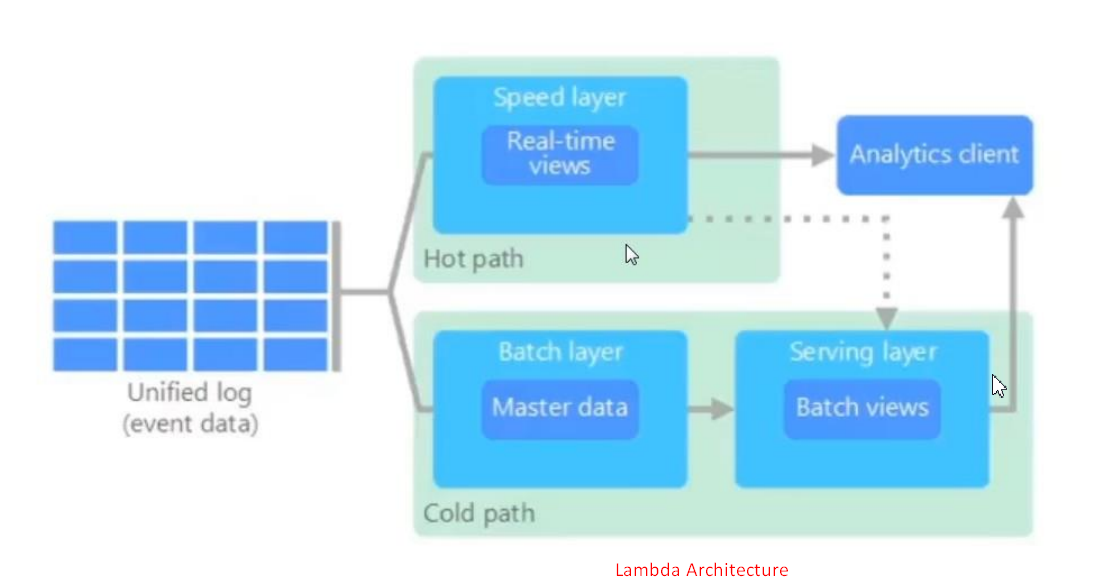 Speed layer
Real-time
views
Analytics client
Hot path
Unified log
(event data)
Batch layer
Master data
Serving layer
Batch views
Cold path
Lambda Architecture